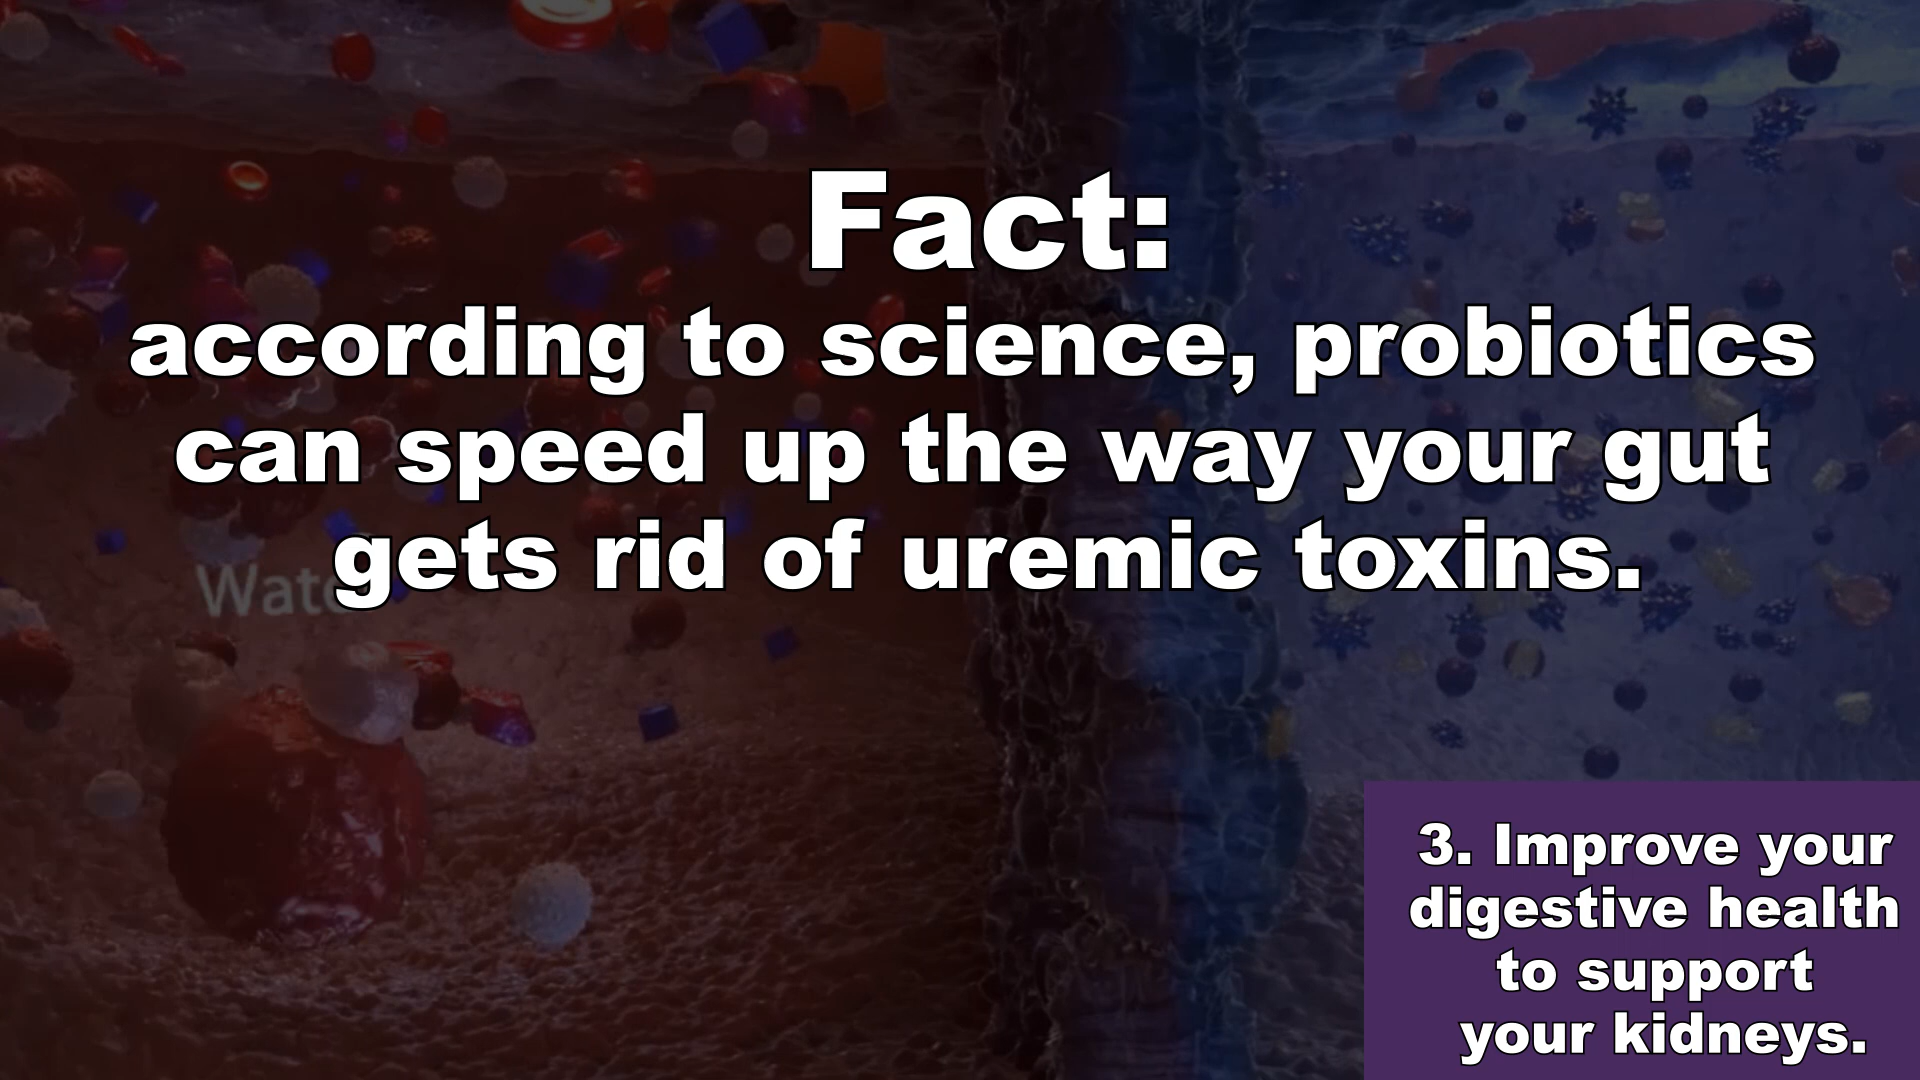 Fact:
according to science, probiotics
can speed up the way your gut
gets rid of uremic toxins.
3. Improve your
digestive health
to support
your kidneys.